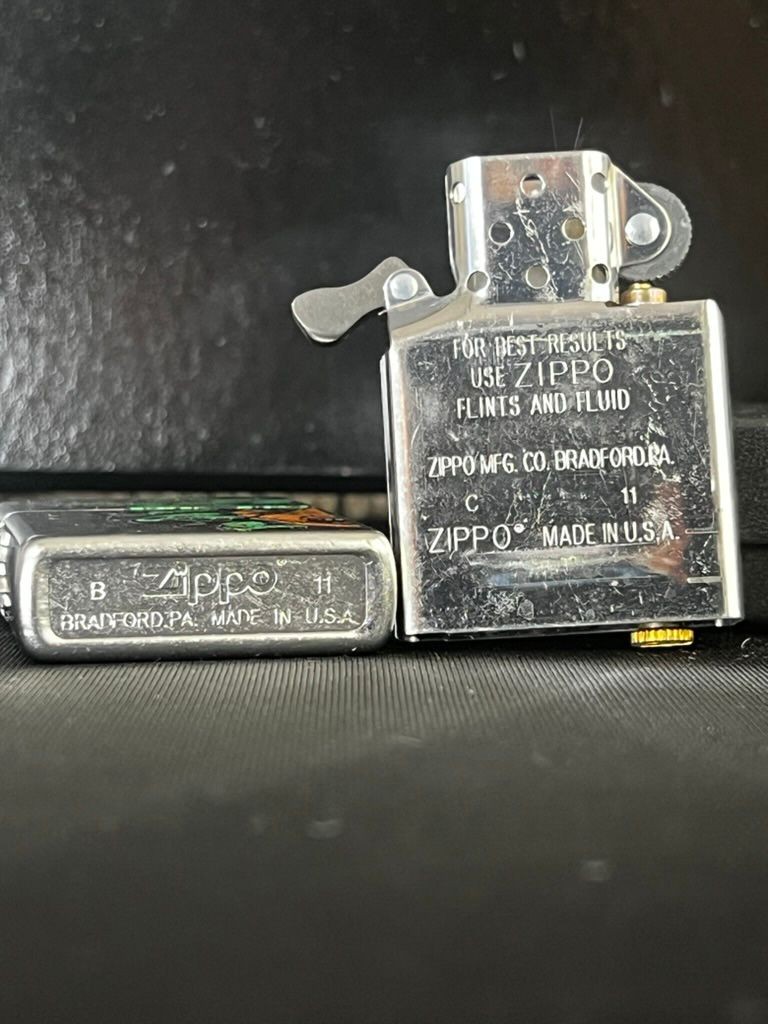 FOR BEST RESULTS
USE ZIPPO
FLINTS AND FLUID
ZIPPO MFG. CO. BRADFORD,PA.
C 11
ZIPPO® MADE IN U.S.A.
B Zippo® 11
BRADFORD,PA. MADE IN U.S.A.